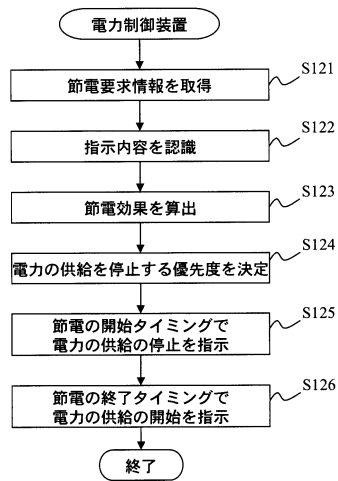 電力制御装置
S121
節電要求情報を取得
S122
指示内容を認識
S123
節電効果を算出
S124
電力の供給を停止する優先度を決定
S125
節電の開始タイミングで
電力の供給の停止を指示
S126
節電の終了タイミングで
電力の供給の開始を指示
終了